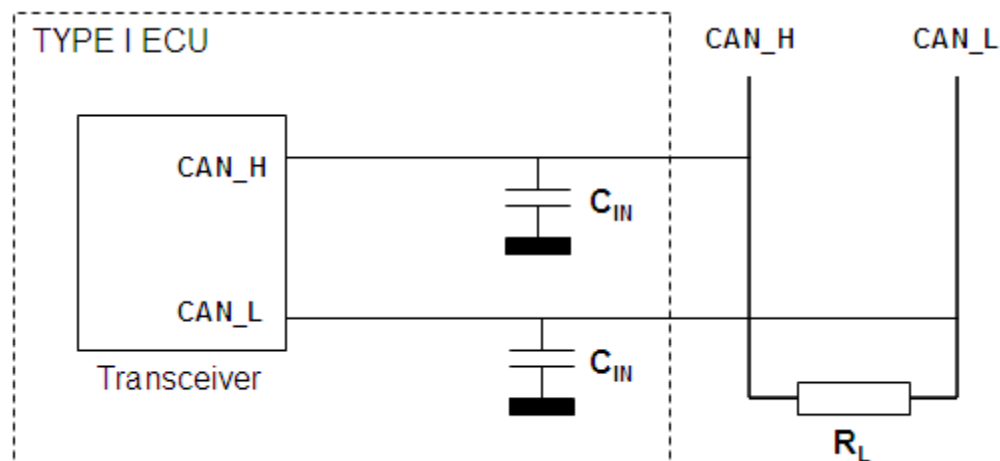 TYPE I ECU
CAN_H
CAN_L
CAN_H
C_IN
CAN_L
C_IN
Transceiver
R_L